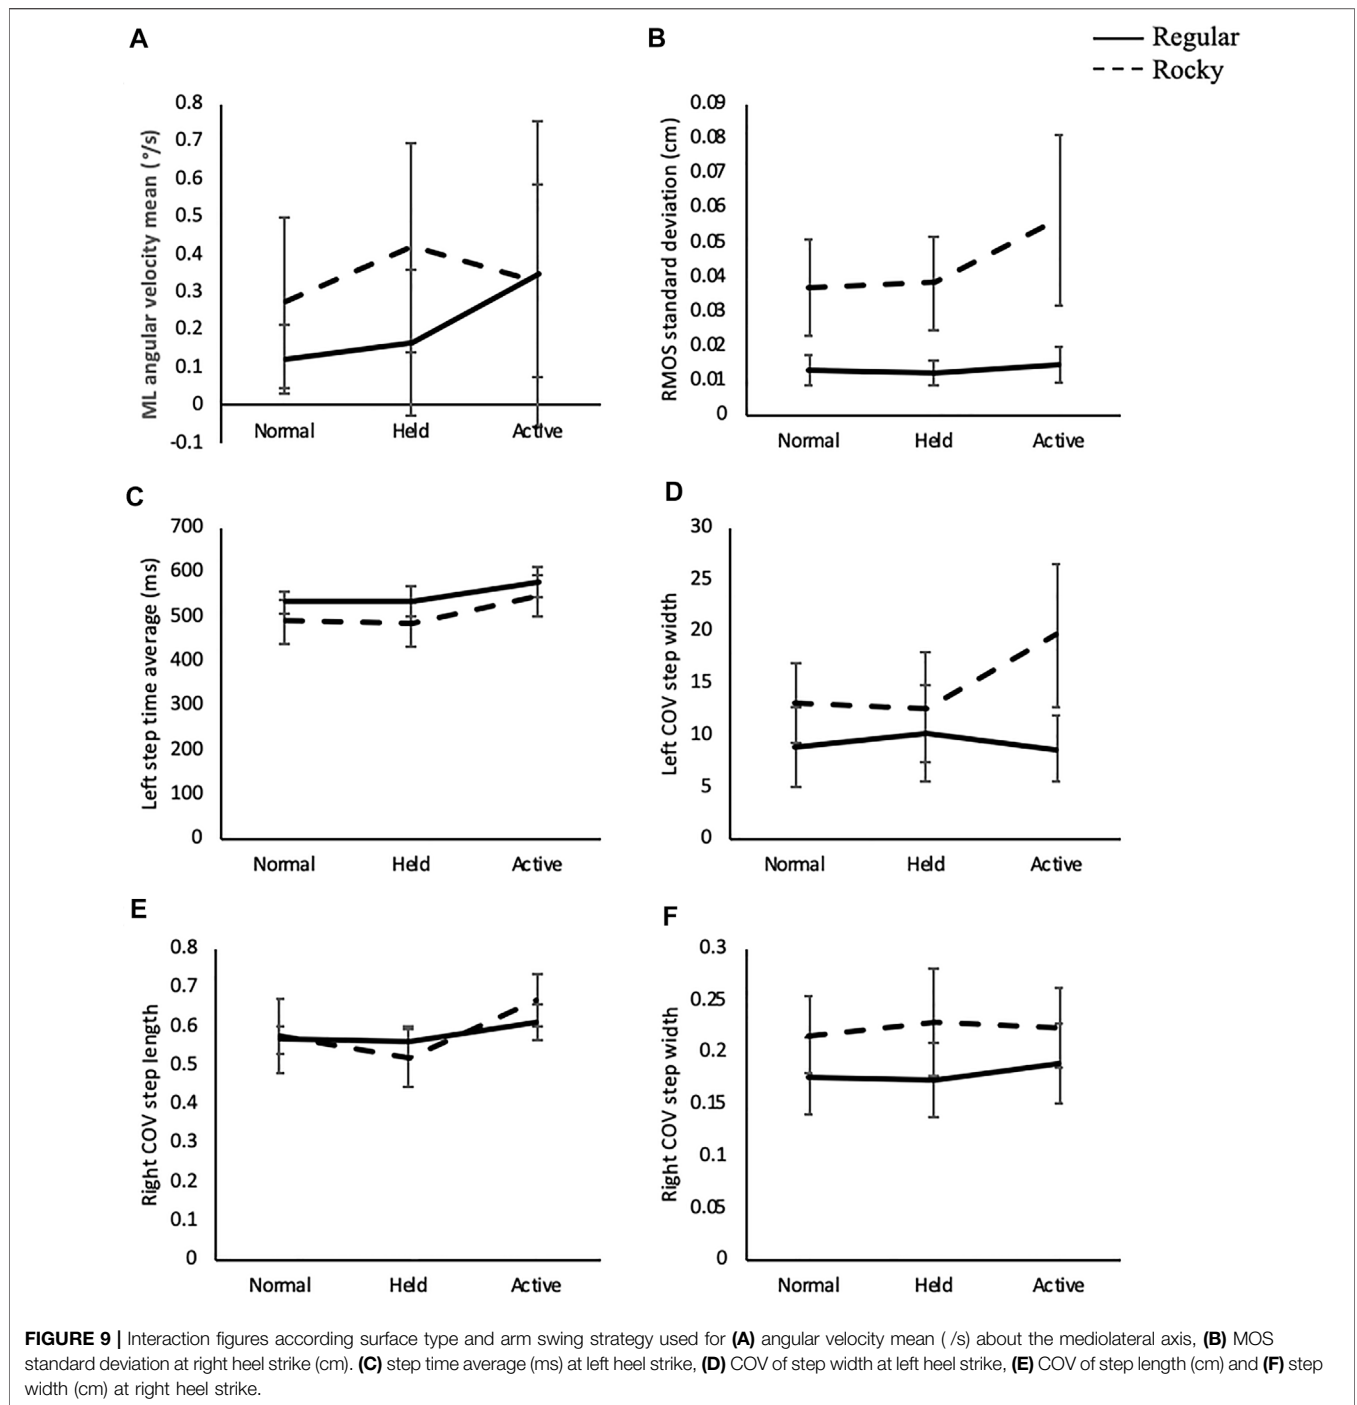 A
B
Regular
Rocky
ML angular velocity mean (°/s)
0.8
0.7
0.6
0.5
0.4
0.3
0.2
0.1
0
-0.1
Normal
Held
Active
RMOS standard deviation (cm)
0.09
0.08
0.07
0.06
0.05
0.04
0.03
0.02
0.01
0
Normal
Held
Active
C
Left step time average (ms)
700
600
500
400
300
200
100
0
Normal
Held
Active
D
Left COV step width
30
25
20
15
10
5
0
Normal
Held
Active
E
Right COV step length
0.8
0.7
0.6
0.5
0.4
0.3
0.2
0.1
0
Normal
Held
Active
F
Right COV step width
0.3
0.25
0.2
0.15
0.1
0.05
0
Normal
Held
Active
FIGURE 9 | Interaction figures according surface type and arm swing strategy used for (A) angular velocity mean ( /s) about the mediolateral axis, (B) MOS
standard deviation at right heel strike (cm). (C) step time average (ms) at left heel strike, (D) COV of step width at left heel strike, (E) COV of step length (cm) and (F) step
width (cm) at right heel strike.